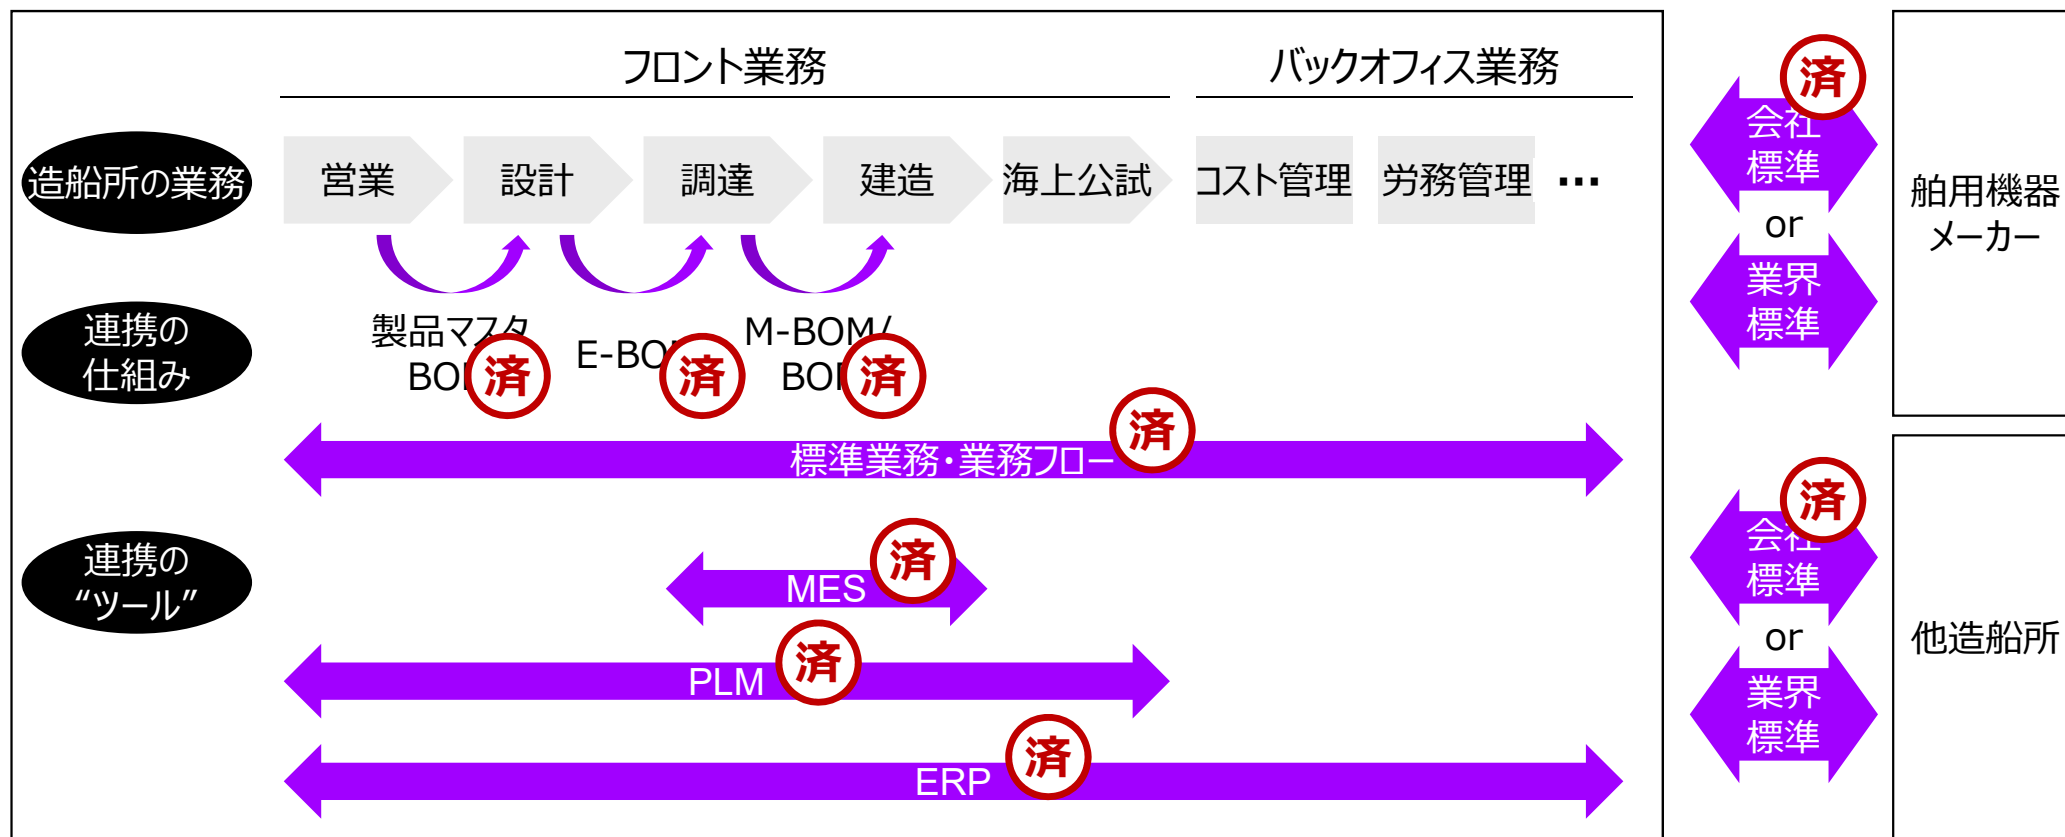 フロント業務
バックオフィス業務
造船所の業務
営業
設計
調達
建造
海上公試
コスト管理
労務管理
…
連携の
仕組み
製品マスタ
済
E-BOM
済
M-BOM/
済
標準業務・業務フロー
済
連携の
“ツール”
MES
済
PLM
済
ERP
済
済
会社
標準
or
業界
標準
舶用機器
メーカー
済
会社
標準
or
業界
標準
他造船所